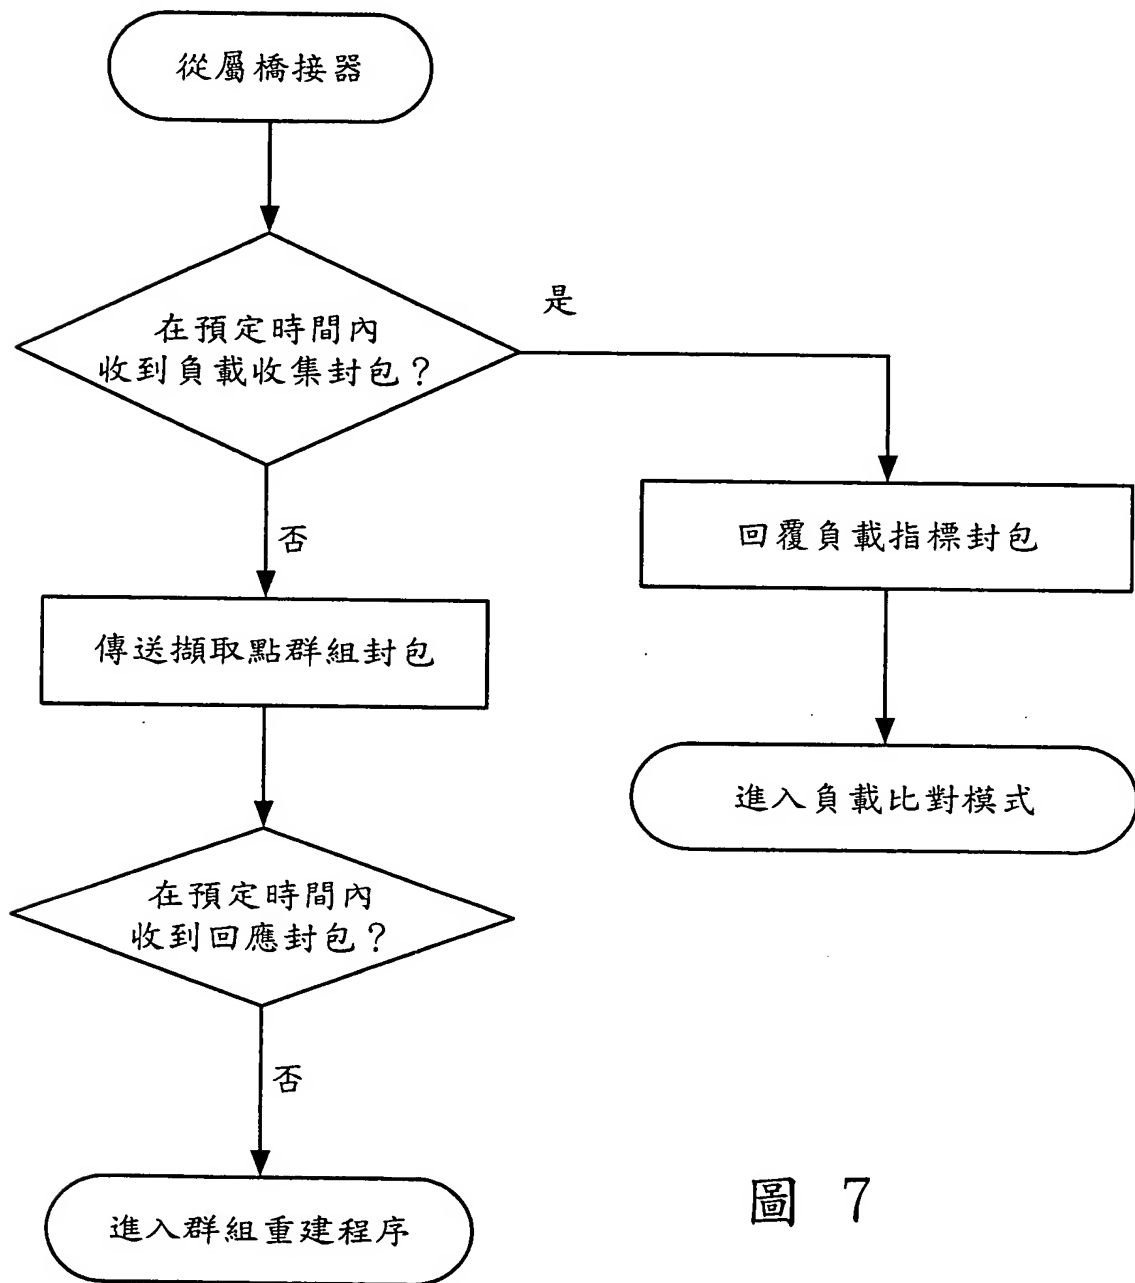 從屬橋接器
在預定時間內
收到負載收集封包？
是
否
回覆負載指標封包
傳送擷取點群組封包
進入負載比對模式
在預定時間內
收到回應封包？
否
進入群組重建程序
圖 7